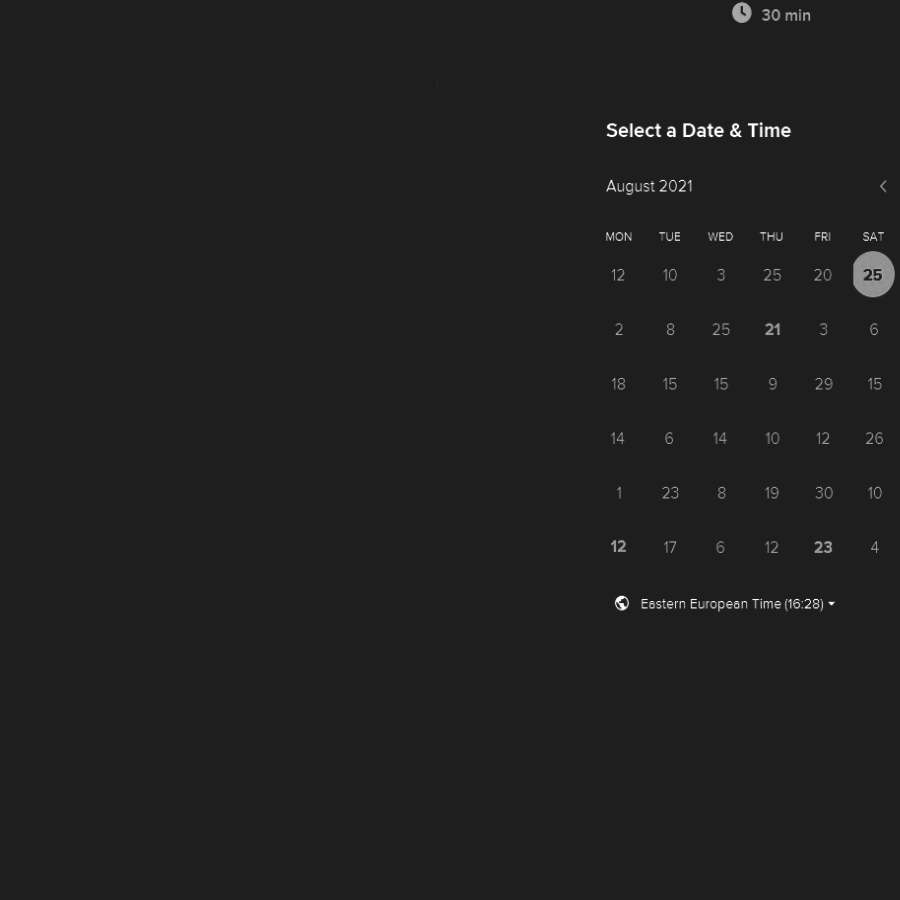 30 min
Select a Date & Time
August 2021
MON TUE WED THU FRI SAT
12 10 3 25 20 25
2 8 25 21 3 6
18 15 15 9 29 15
14 6 14 10 12 26
1 23 8 19 30 10
12 17 6 12 23 4
Eastern European Time (16:28)